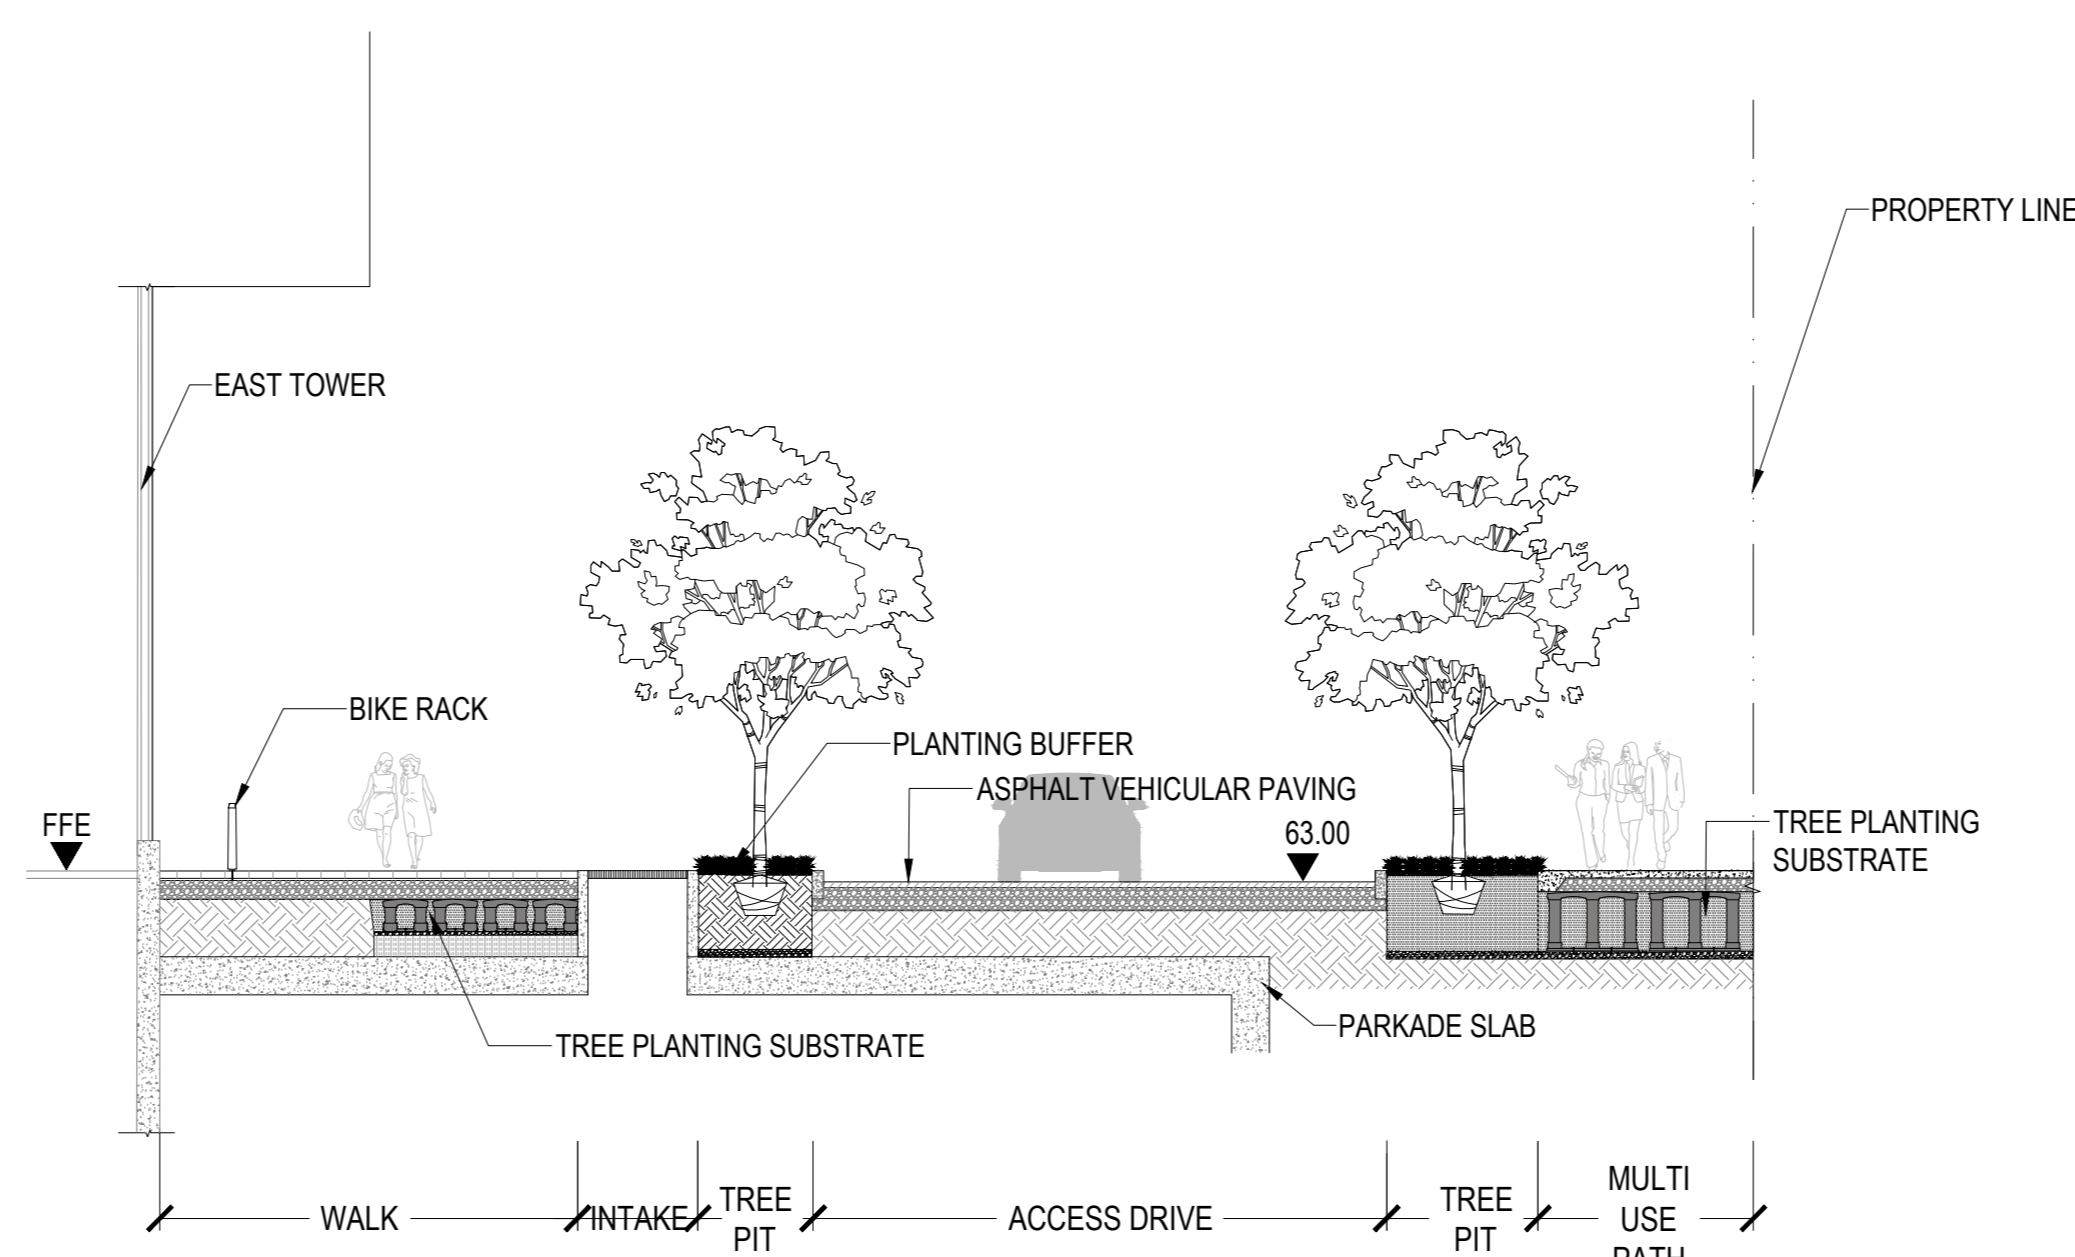 PROPERTY LINE
EAST TOWER
BIKE RACK
PLANTING BUFFER
ASPHALT VEHICULAR PAVING
63.00
FFE
TREE PLANTING
SUBSTRATE
PARKADE SLAB
TREE PLANTING SUBSTRATE
WALK
INTAKE
TREE
PIT
ACCESS DRIVE
TREE
PIT
MULTI
USE
PATH